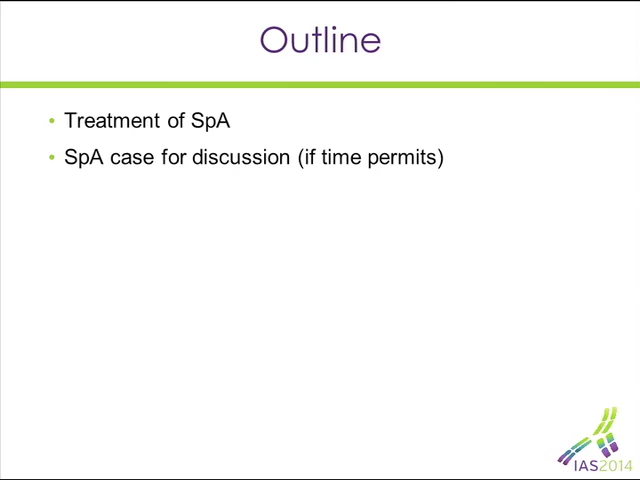 Outline
• Treatment of SpA
• SpA case for discussion (if time permits)
IAS2014